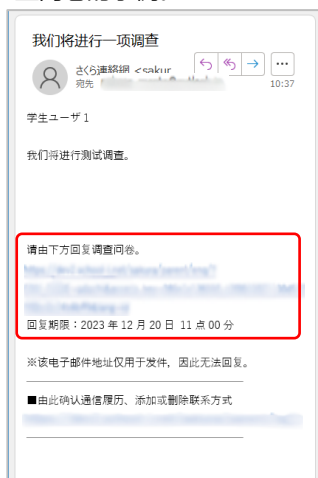 我们将进行一项调查
さくら連絡網 <sakur
宛先
10:37
学生ユーザ 1
我们将进行测试调查。
请由下方回复调查问卷。
回复期限：2023 年 12 月 20 日 11 点 00 分
※该电子邮件地址仅用于发件，因此无法回复。
■由此确认通信履历、添加或删除联系方式